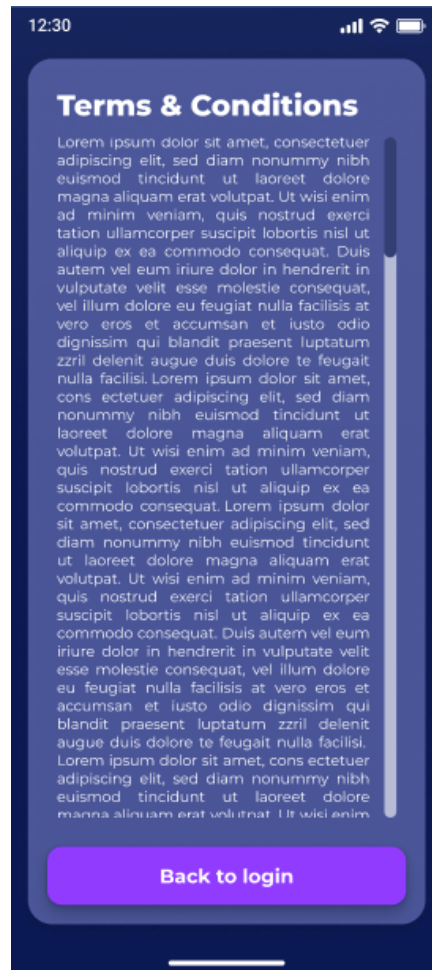 12:30
Terms & Conditions
Lorem ipsum dolor sit amet, consectetuer
adipiscing elit, sed diam nonummy nibh
euismod tincidunt ut laoreet dolore
magna aliquam erat volutpat. Ut wisi enim
ad minim veniam, quis nostrud exerci
tation ullamcorper suscipit lobortis nisl ut
aliquip ex ea commodo consequat. Duis
autem vel eum iriure dolor in hendrerit in
vulputate velit esse molestie consequat,
vel illum dolore eu feugiat nulla facilisis at
vero eros et accumsan et iusto odio
dignissim qui blandit praesent luptatum
zzril delenit augue duis dolore te feugait
nulla facilisi. Lorem ipsum dolor sit amet,
cons ectetuer adipiscing elit, sed diam
nonummy nibh euismod tincidunt ut
laoreet dolore magna aliquam erat
volutpat. Ut wisi enim ad minim veniam,
quis nostrud exerci tation ullamcorper
suscipit lobortis nisl ut aliquip ex ea
commodo consequat. Lorem ipsum dolor
sit amet, consectetuer adipiscing elit, sed
diam nonummy nibh euismod tincidunt
ut laoreet dolore magna aliquam erat
volutpat. Ut wisi enim ad minim veniam,
quis nostrud exerci tation ullamcorper
suscipit lobortis nisl ut aliquip ex ea
commodo consequat. Duis autem vel eum
iriure dolor in hendrerit in vulputate velit
esse molestie consequat, vel illum dolore
eu feugiat nulla facilisis at vero eros et
accumsan et iusto odio dignissim qui
blandit praesent luptatum zzril delenit
augue duis dolore te feugait nulla facilisi.
Lorem ipsum dolor sit amet, cons ectetuer
adipiscing elit, sed diam nonummy nibh
euismod tincidunt ut laoreet dolore
magna aliquam erat volutpat. Ut wisi enim
Back to login